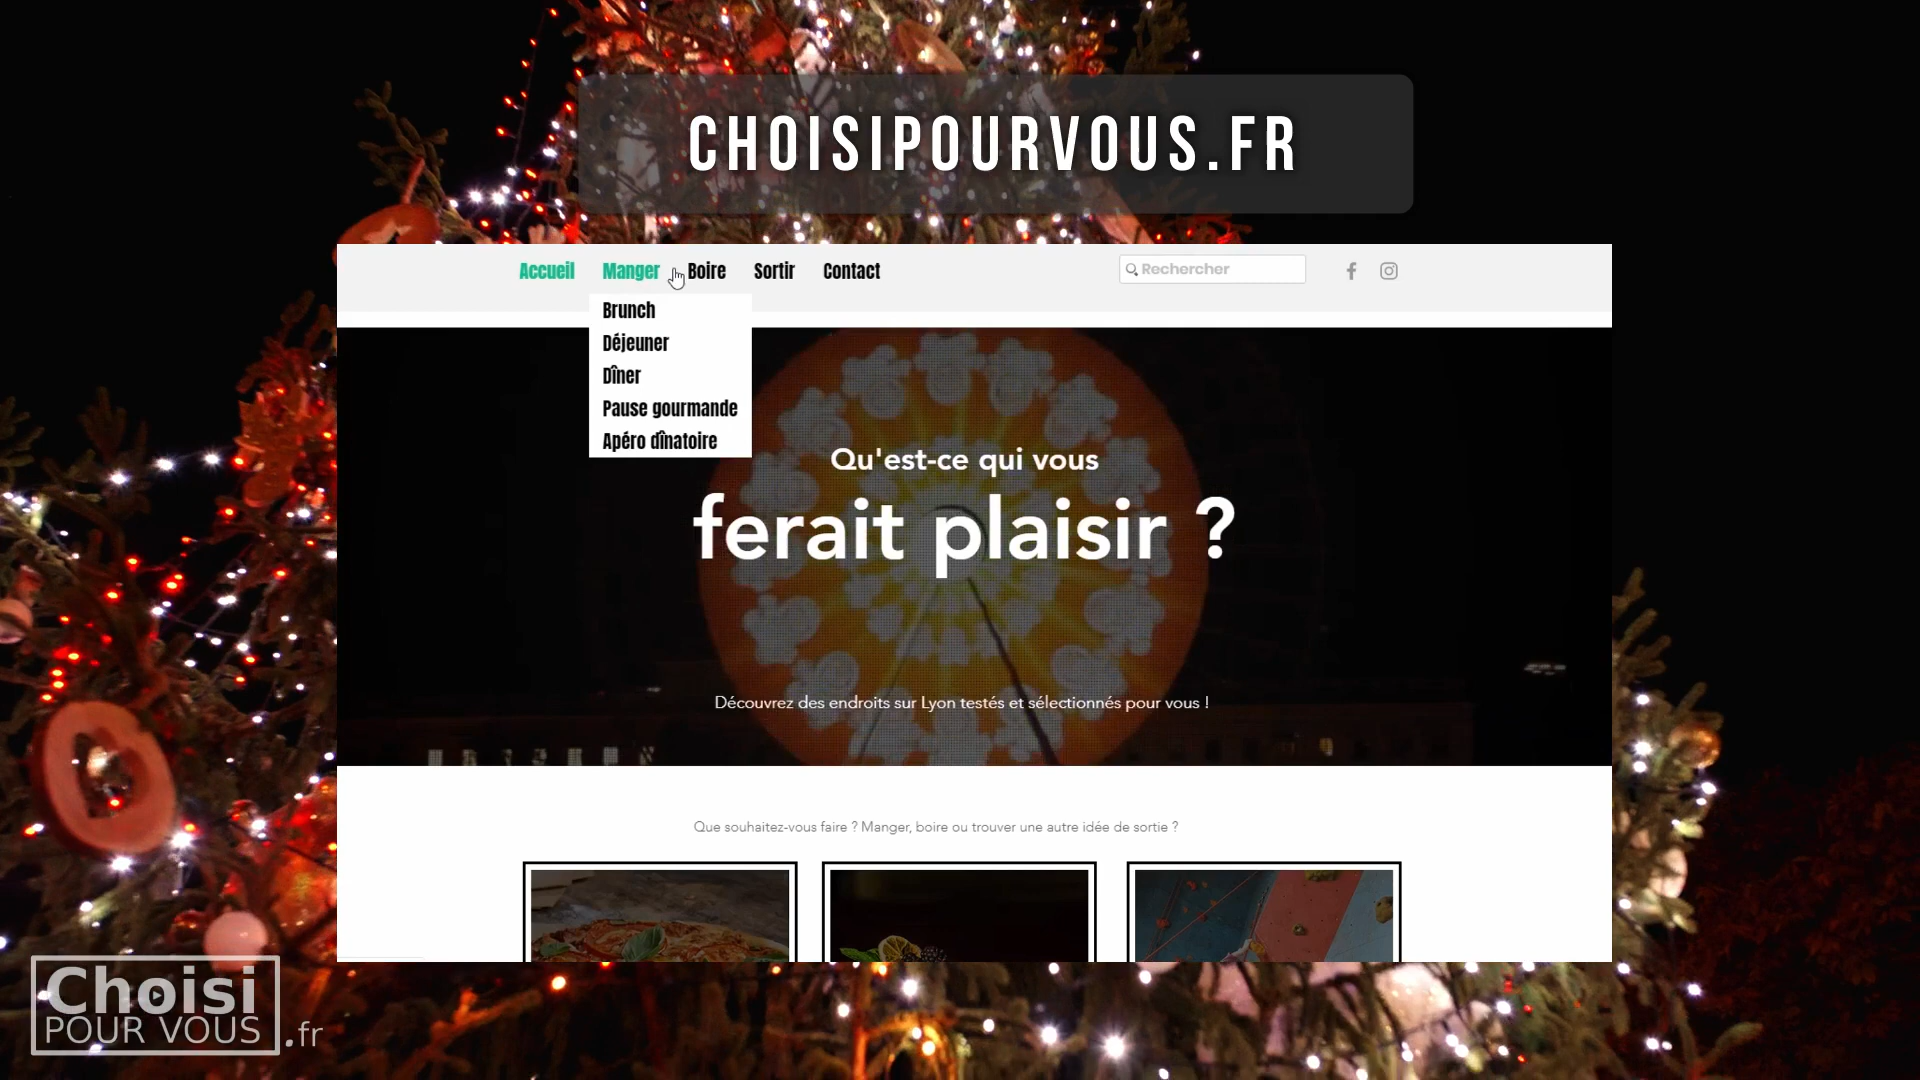 CHOISIPOURVOUS.FR
Accueil Manger Boire Sortir Contact Rechercher
Brunch
Déjeuner
Dîner
Pause gourmande
Apéro dînatoire
Qu'est-ce qui vous
ferait plaisir ?
Découvrez des endroits sur Lyon testés et sélectionnés pour vous !
Que souhaitez-vous faire ? Manger, boire ou trouver une autre idée de sortie ?
Choisi
POUR VOUS .fr